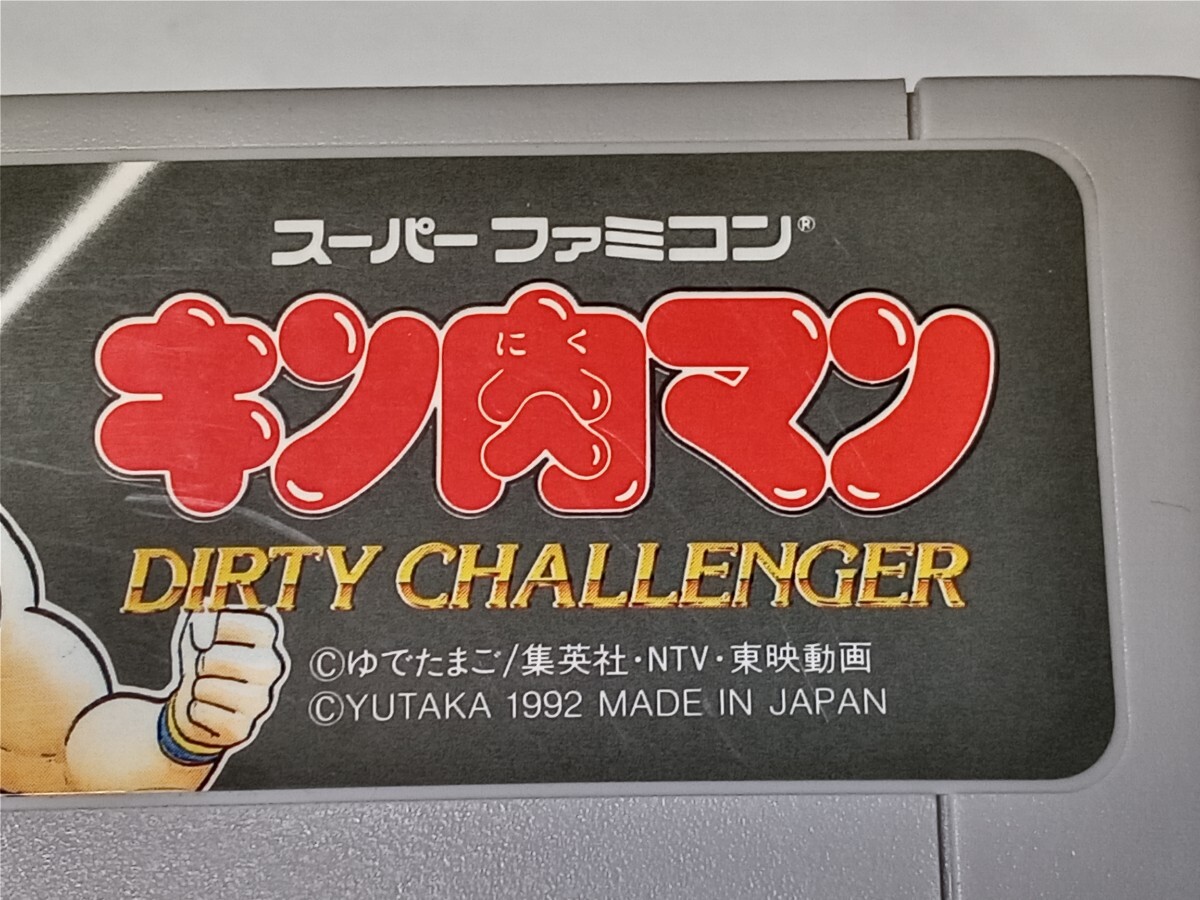 スーパーファミコン®
キン肉マン
にく
DIRTY CHALLENGER
©ゆでたまご/集英社・NTV・東映動画
©YUTAKA 1992 MADE IN JAPAN